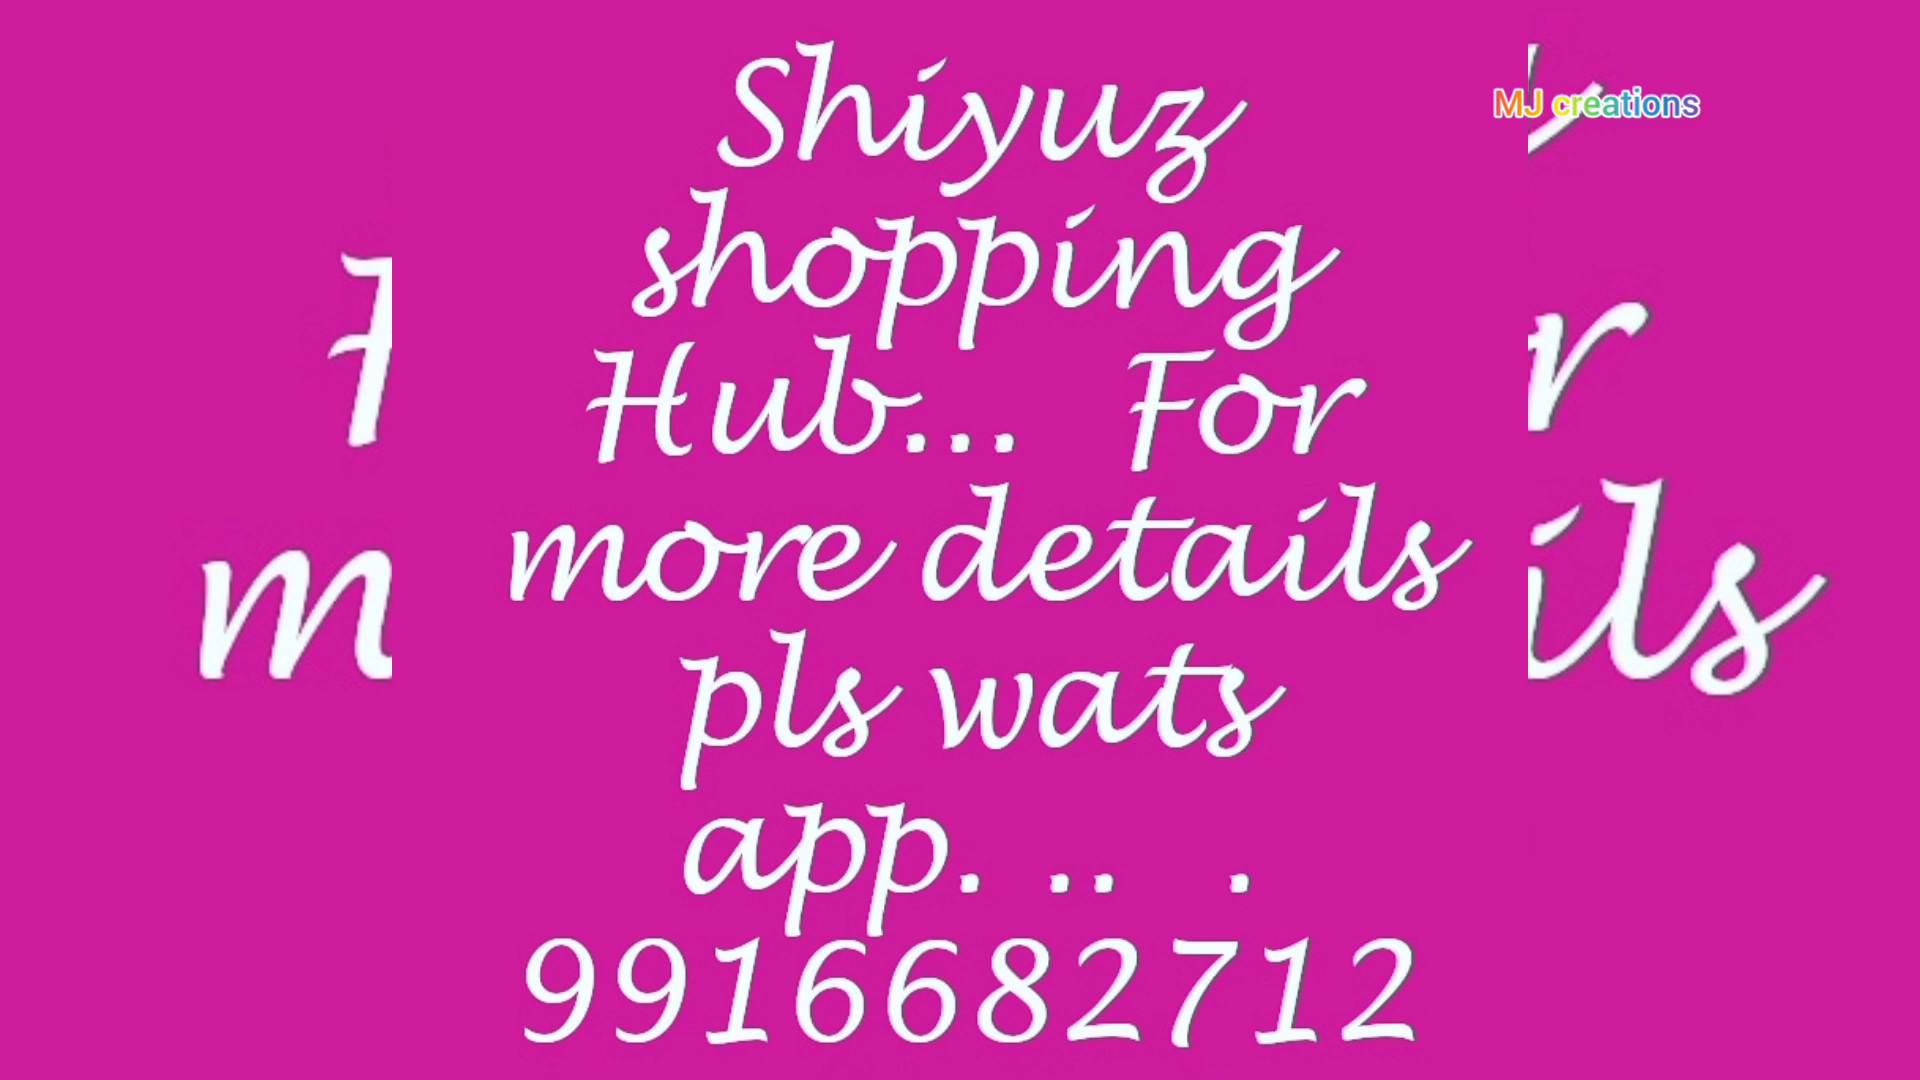 Shiyuz
MJ creations
shopping
Hub... For
more details
pls wats
app. .. .
9916682712